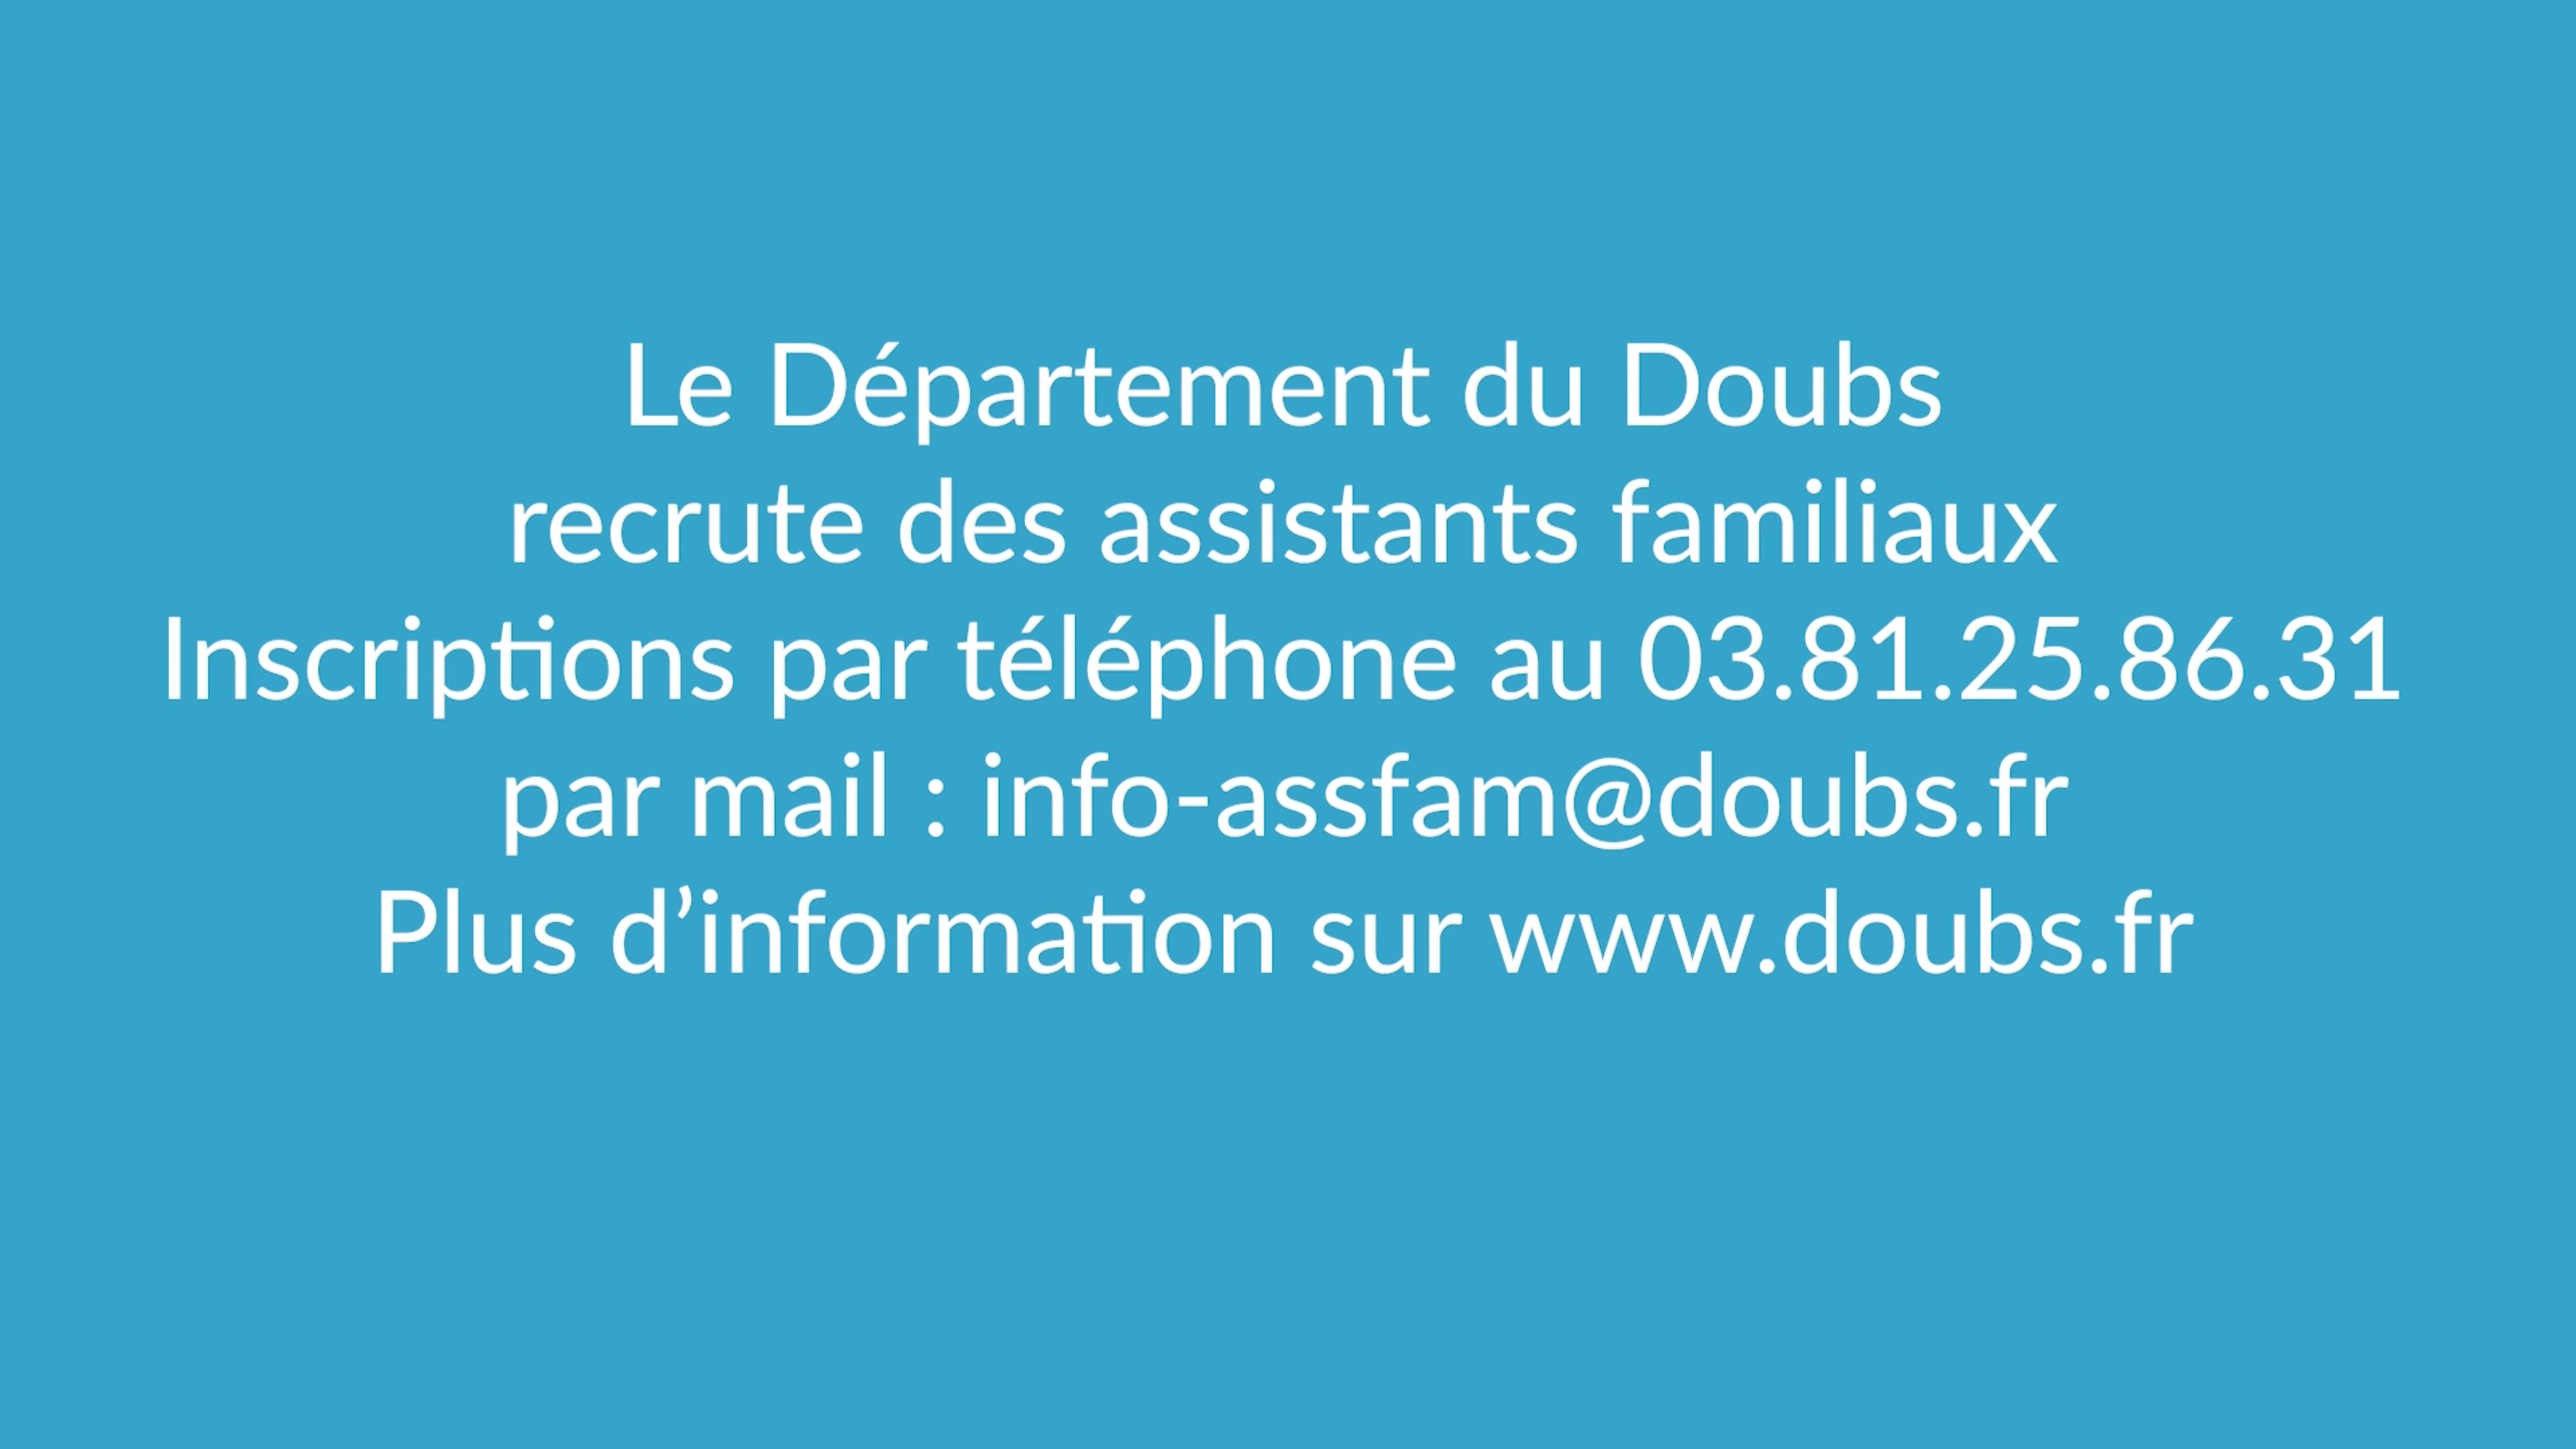 Le Département du Doubs
recrute des assistants familiaux
Inscriptions par téléphone au 03.81.25.86.31
par mail : info-assfam@doubs.fr
Plus d’information sur www.doubs.fr